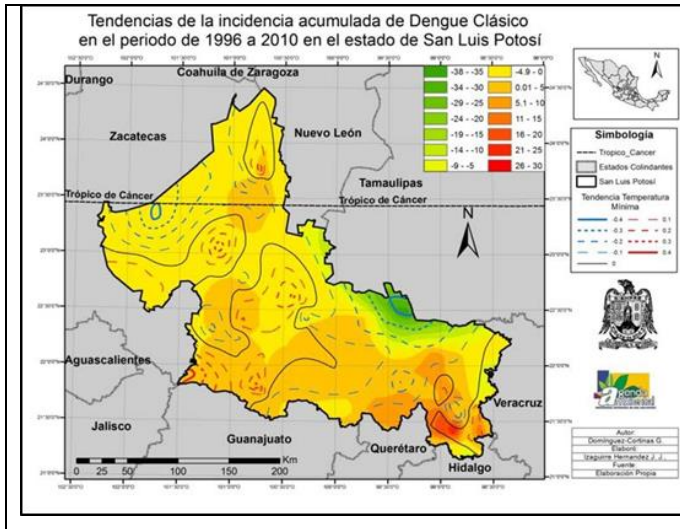 Tendencias de la incidencia acumulada de Dengue Clásico
en el periodo de 1996 a 2010 en el estado de San Luis Potosí
Durango
Coahuila de Zaragoza
Zacatecas
Nuevo León
Tamaulipas
Trópico de Cáncer
Trópico de Cáncer
N
Aguascalientes
Jalisco
Guanajuato
Querétaro
Hidalgo
Veracruz
-38 - -35
-34 - -30
-29 - -25
-24 - -20
-19 - -15
-14 - -10
-9 - -5
-4.9 - 0
0.01 - 5
5.1 - 10
11 - 15
16 - 20
21 - 25
26 - 30
0 25 50 100 150 200
Km
N
Simbología
Tropico_Cancer
Estados Colindantes
San Luis Potosí
Tendencia Temperatura
Mínima
-0.4 0.1
-0.3 0.2
-0.2 0.3
-0.1 0.4
0
agenda
ambiental
Autor:
Domínguez-Cortinas G.
Elaboró:
Izaguirre Hernandez J. J.,
Fuente:
Elaboración Propia